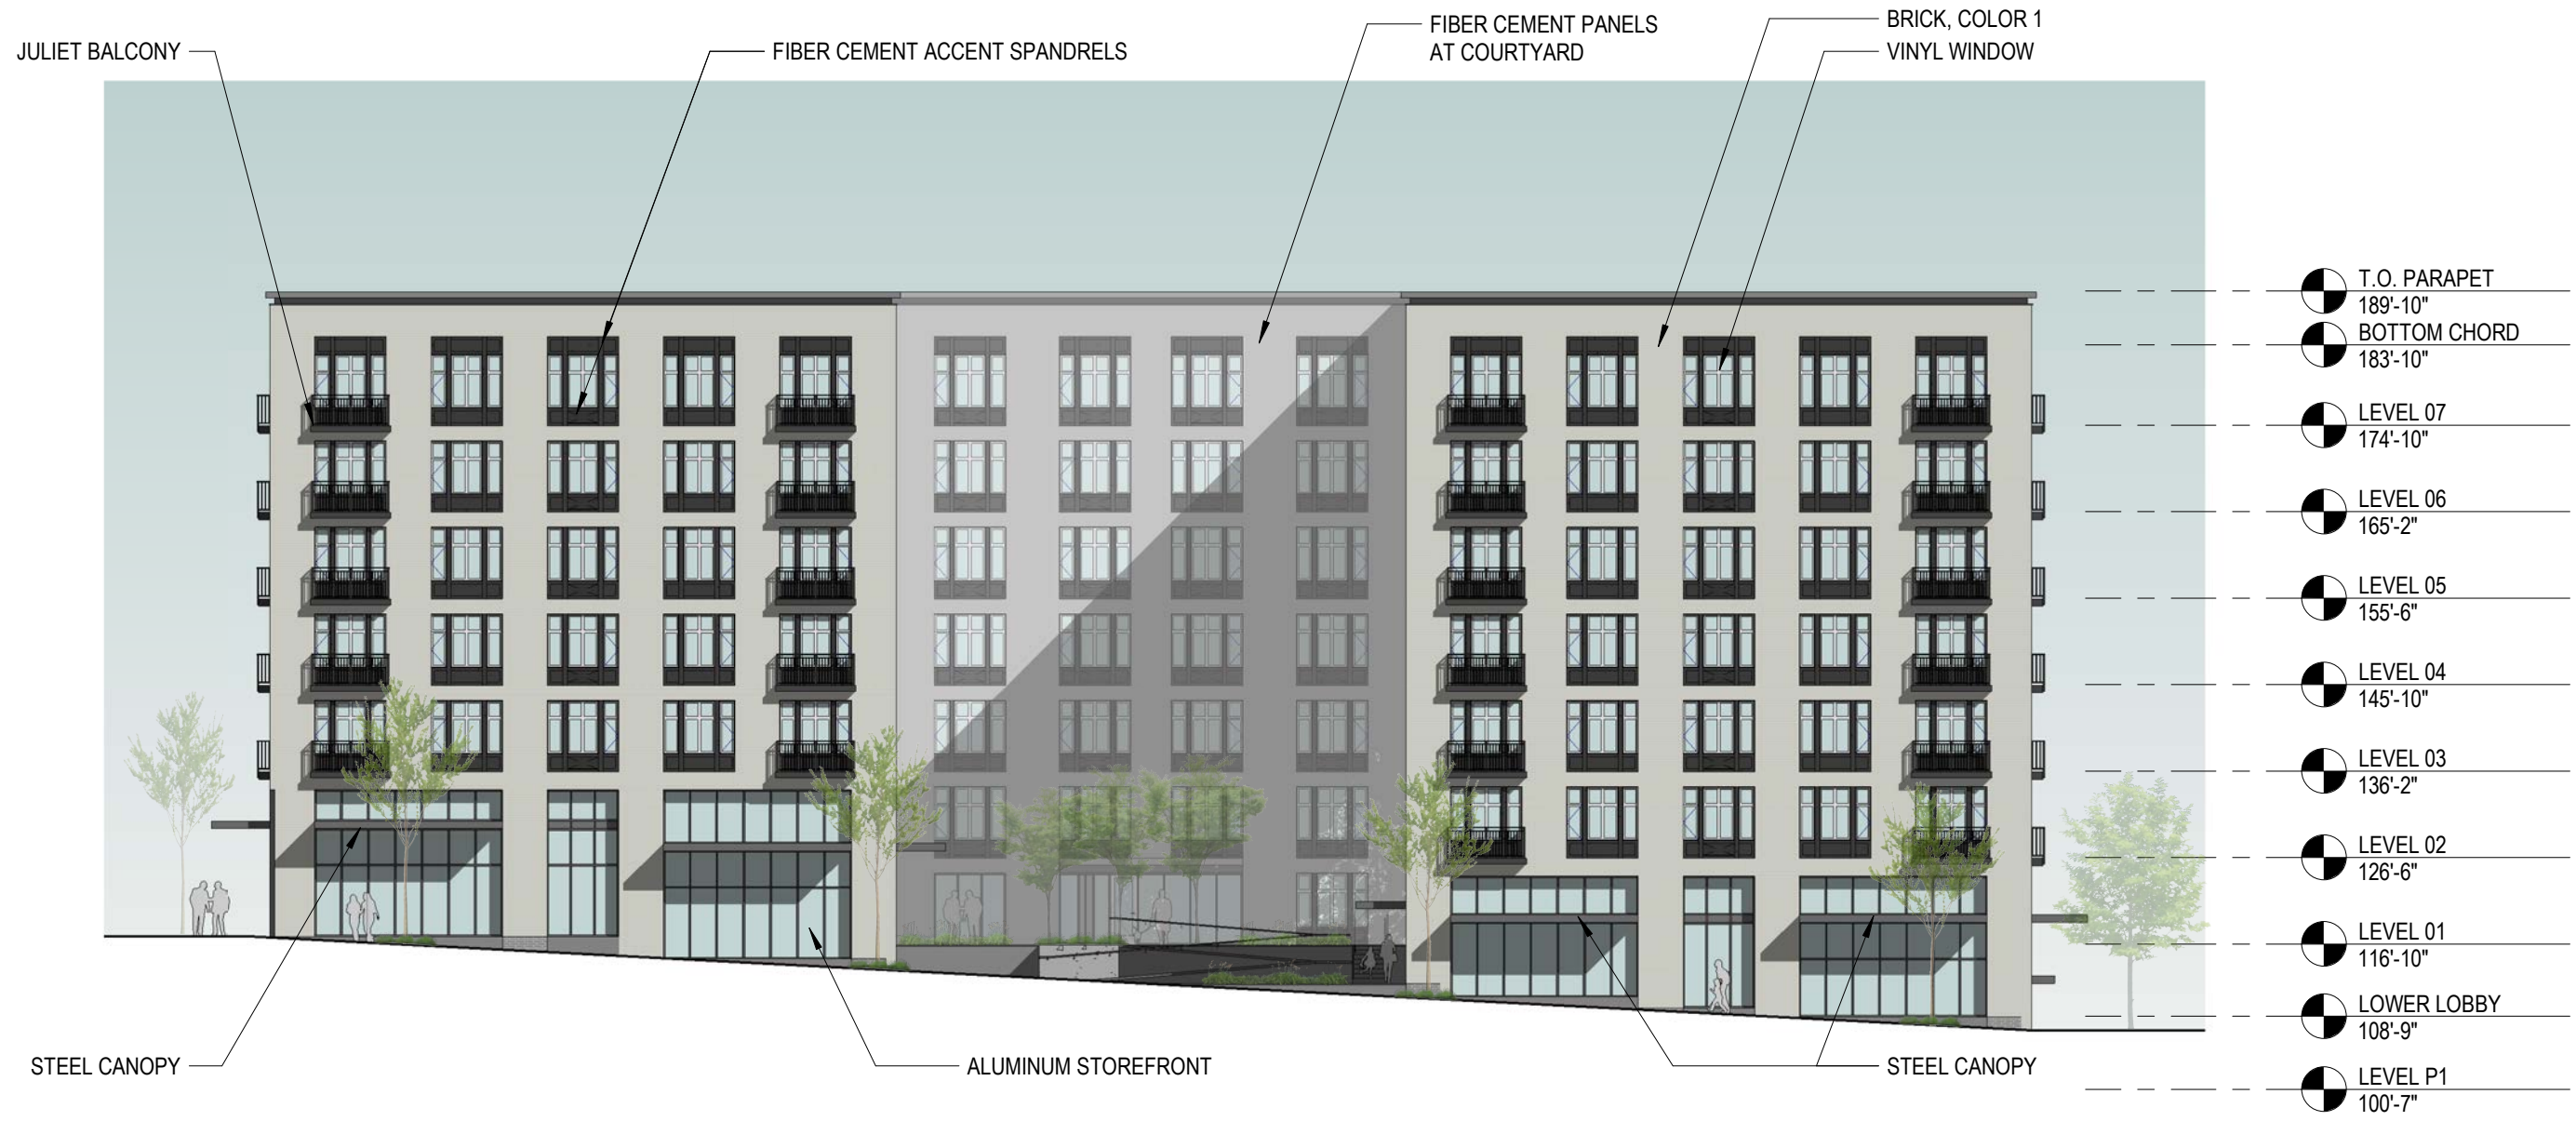 JULIET BALCONY
FIBER CEMENT ACCENT SPANDRELS
FIBER CEMENT PANELS
AT COURTYARD
BRICK, COLOR 1
VINYL WINDOW
T.O. PARAPET
189'-10"
BOTTOM CHORD
183'-10"
LEVEL 07
174'-10"
LEVEL 06
165'-2"
LEVEL 05
155'-6"
LEVEL 04
145'-10"
LEVEL 03
136'-2"
LEVEL 02
126'-6"
LEVEL 01
116'-10"
LOWER LOBBY
108'-9"
LEVEL P1
100'-7"
STEEL CANOPY
ALUMINUM STOREFRONT
STEEL CANOPY